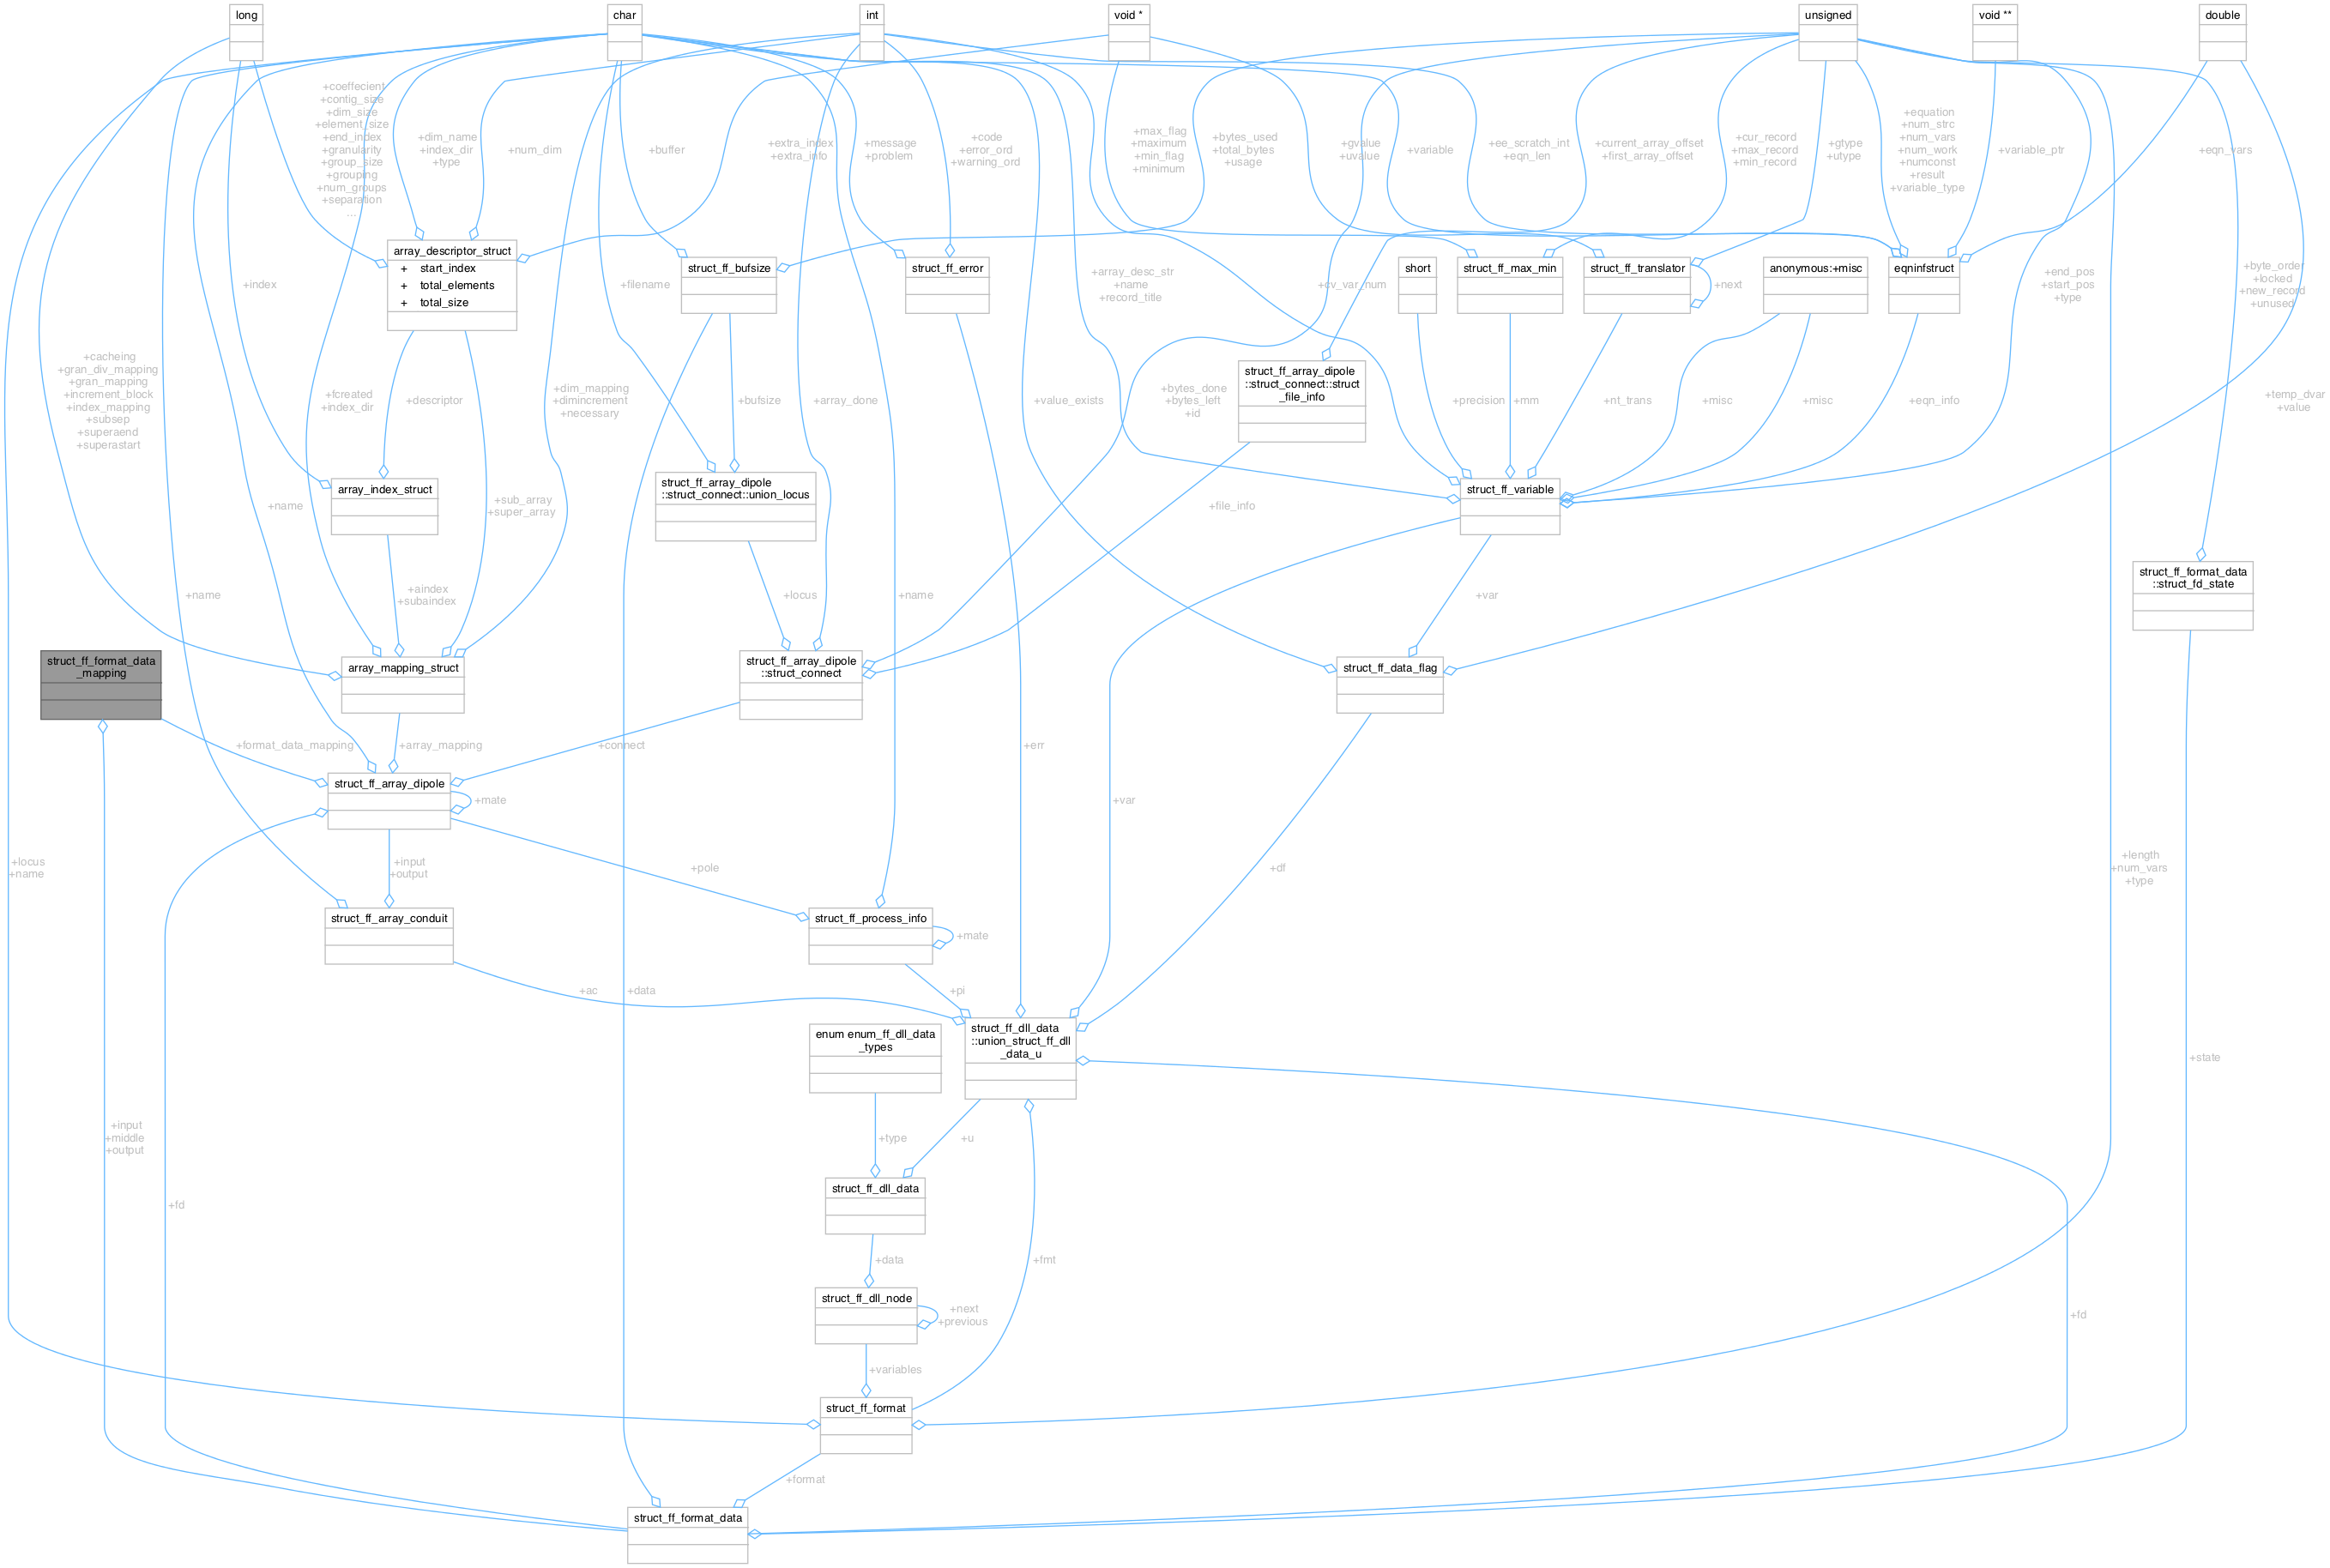 long
char
int
void *
unsigned
void **
double
+coeffecient
+contig_size
+dim_size
+element_size
+end_index
+granularity
+group_size
+grouping
+num_groups
+separation
...
+dim_name
+index_dir
+type
+num_dim
+buffer
+extra_index
+extra_info
+message
+problem
+code
+error_ord
+warning_ord
+max_flag
+maximum
+min_flag
+minimum
+bytes_used
+total_bytes
+usage
+gvalue
+uvalue
+variable
+ee_scratch_int
+eqn_len
+current_array_offset
+first_array_offset
+cur_record
+max_record
+min_record
+gtype
+utype
+equation
+num_strc
+num_vars
+num_work
+numconst
+result
+variable_type
+variable_ptr
+eqn_vars
array_descriptor_struct
+ start_index
+ total_elements
+ total_size
struct_ff_bufsize
struct_ff_error
short
struct_ff_max_min
struct_ff_translator
anonymous:+misc
eqninfstruct
+index
+filename
+array_desc_str
+name
+record_title
+cv_var_num
+next
+end_pos
+start_pos
+type
+byte_order
+locked
+new_record
+unused
+cacheing
+gran_div_mapping
+gran_mapping
+increment_block
+index_mapping
+subsep
+superaend
+superastart
+fcreated
+index_dir
+descriptor
+dim_mapping
+dimincrement
+necessary
+bufsize
+array_done
+value_exists
+bytes_done
+bytes_left
+id
struct_ff_array_dipole
::struct_connect::struct
_file_info
+precision
+mm
+nt_trans
+misc
+misc
+eqn_info
+temp_dvar
+value
array_index_struct
struct_ff_array_dipole
::struct_connect::union_locus
struct_ff_variable
+name
+sub_array
+super_array
+file_info
struct_ff_format_data
::struct_fd_state
+name
+aindex
+subaindex
+locus
+name
+var
struct_ff_format_data
_mapping
array_mapping_struct
struct_ff_array_dipole
::struct_connect
struct_ff_data_flag
+format_data_mapping
+array_mapping
+connect
+err
struct_ff_array_dipole
+mate
+var
+locus
+name
+input
+output
+pole
+df
+length
+num_vars
+type
struct_ff_array_conduit
struct_ff_process_info
+mate
+ac
+data
+pi
enum enum_ff_dll_data
_types
struct_ff_dll_data
::union_struct_ff_dll
_data_u
+state
+input
+middle
+output
+type
+u
struct_ff_dll_data
+fd
+data
+fmt
struct_ff_dll_node
+next
+previous
+fd
+variables
struct_ff_format
+format
struct_ff_format_data